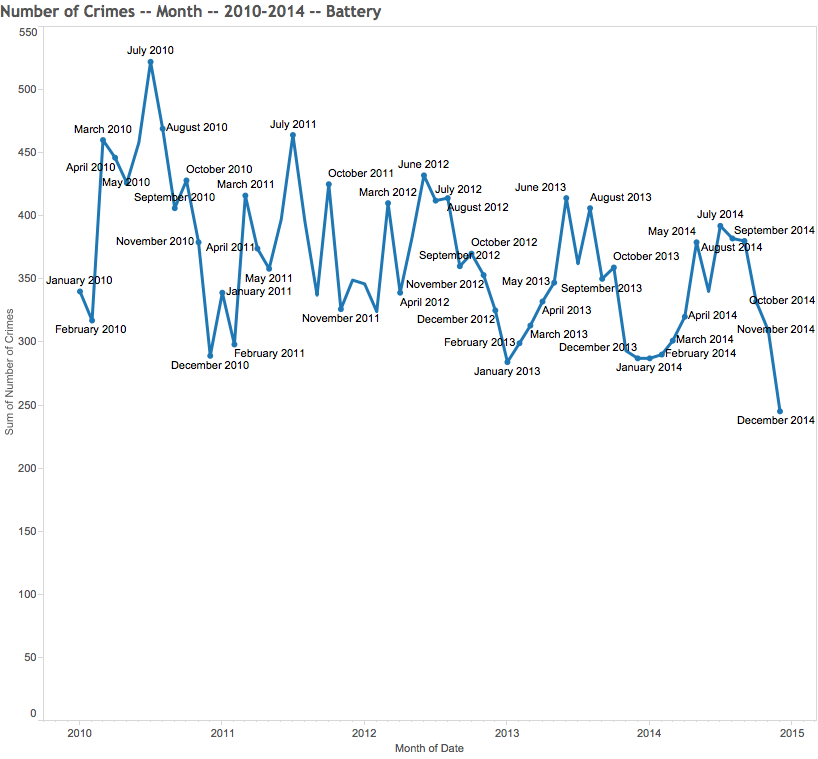 Number of Crimes -- Month -- 2010-2014 -- Battery
550
500
450
400
350
300
250
200
150
100
50
0
Sum of Number of Crimes
July 2010
March 2010
August 2010
April 2010
May 2010
October 2010
September 2010
November 2010
January 2010
February 2010
December 2010
July 2011
March 2011
April 2011
May 2011
January 2011
February 2011
October 2011
November 2011
June 2012
March 2012
July 2012
August 2012
October 2012
September 2012
November 2012
April 2012
December 2012
June 2013
August 2013
October 2013
May 2013
September 2013
April 2013
March 2013
February 2013
January 2013
December 2013
July 2014
May 2014
September 2014
August 2014
October 2014
April 2014
November 2014
March 2014
February 2014
January 2014
December 2014
2010
2011
2012
2013
2014
2015
Month of Date